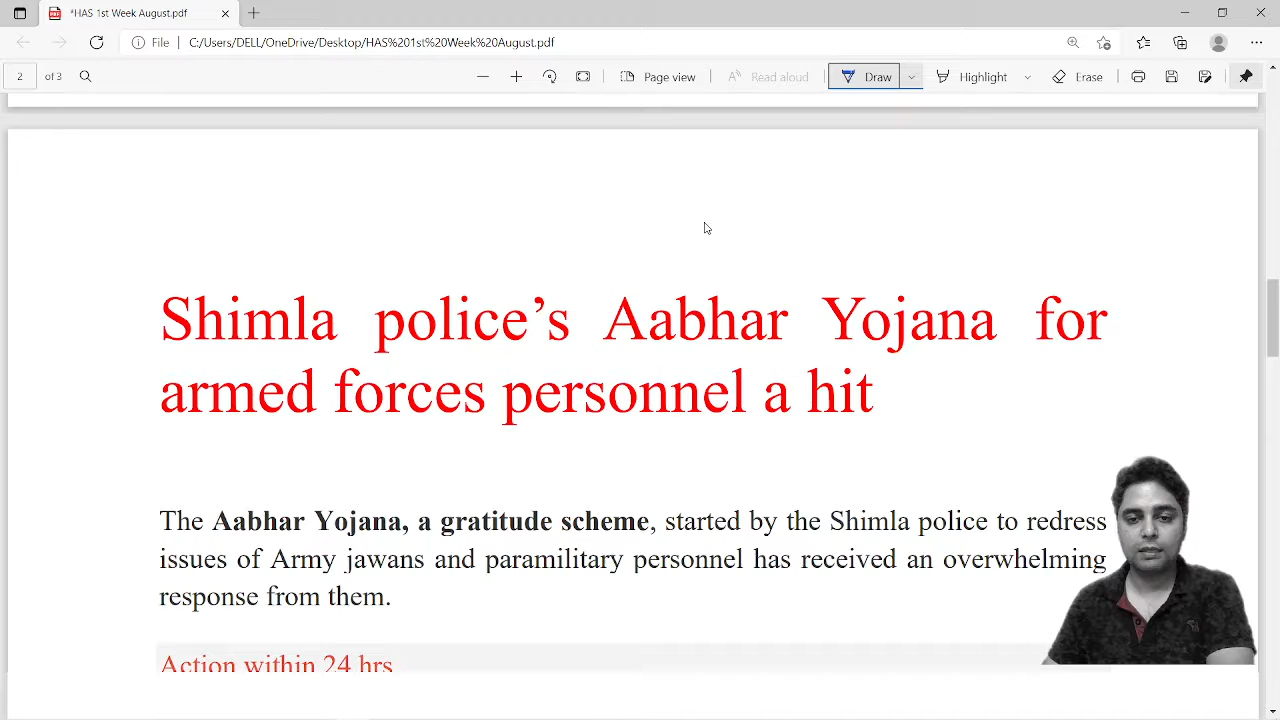 *HAS 1st Week August.pdf
File | C:/Users/DELL/OneDrive/Desktop/HAS%201st%20Week%20August.pdf
2 of 3 Page view Read aloud Draw Highlight Erase
Shimla police’s Aabhar Yojana for
armed forces personnel a hit
The Aabhar Yojana, a gratitude scheme, started by the Shimla police to redress
issues of Army jawans and paramilitary personnel has received an overwhelming
response from them.
Action within 24 hrs